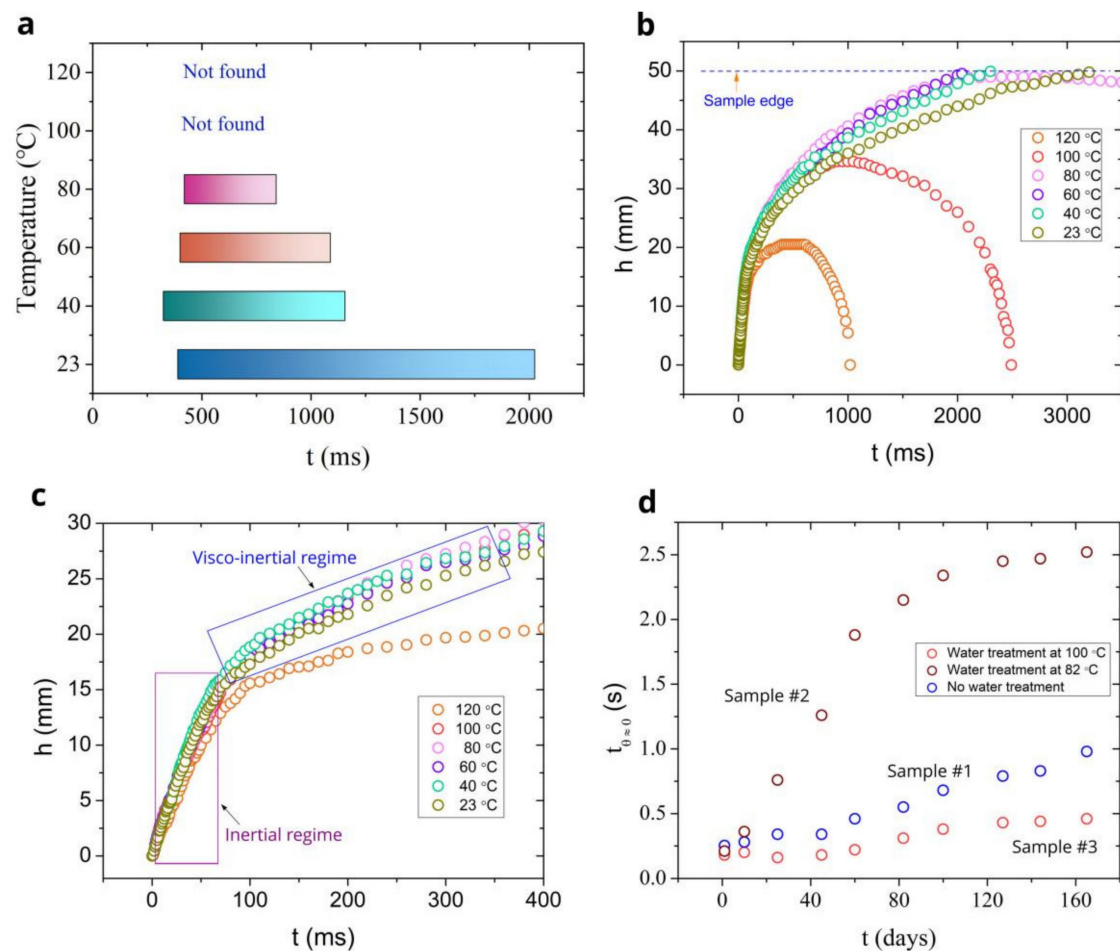 a
Temperature (°C)
120
100
80
60
40
23
Not found
Not found
0
500
1000
1500
2000
t (ms)
b
h (mm)
50
40
30
20
10
0
Sample edge
120 °C
100 °C
80 °C
60 °C
40 °C
23 °C
0
1000
2000
3000
t (ms)
c
h (mm)
30
25
20
15
10
5
0
Visco-inertial regime
Inertial regime
120 °C
100 °C
80 °C
60 °C
40 °C
23 °C
0
100
200
300
400
t (ms)
d
t θ ≈ 0 (s)
2.5
2.0
1.5
1.0
0.5
0.0
Water treatment at 100 °C
Water treatment at 82 °C
No water treatment
Sample #2
Sample #1
Sample #3
0
40
80
120
160
t (days)